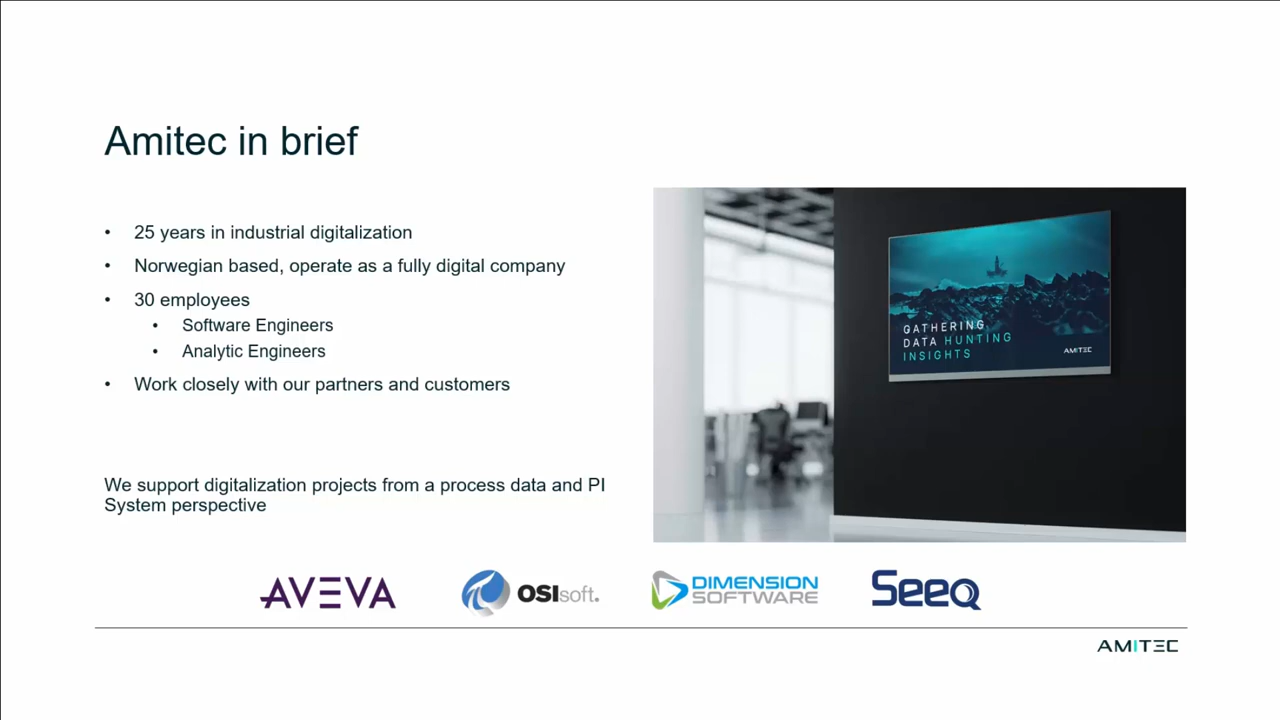 Amitec in brief
• 25 years in industrial digitalization
• Norwegian based, operate as a fully digital company
• 30 employees
• Software Engineers
• Analytic Engineers
• Work closely with our partners and customers
We support digitalization projects from a process data and PI
System perspective
GATHERING
DATA HUNTING
INSIGHTS
AMITEC
AVEVA
OSIsoft.
DIMENSION
SOFTWARE
Seeq
AMITEC